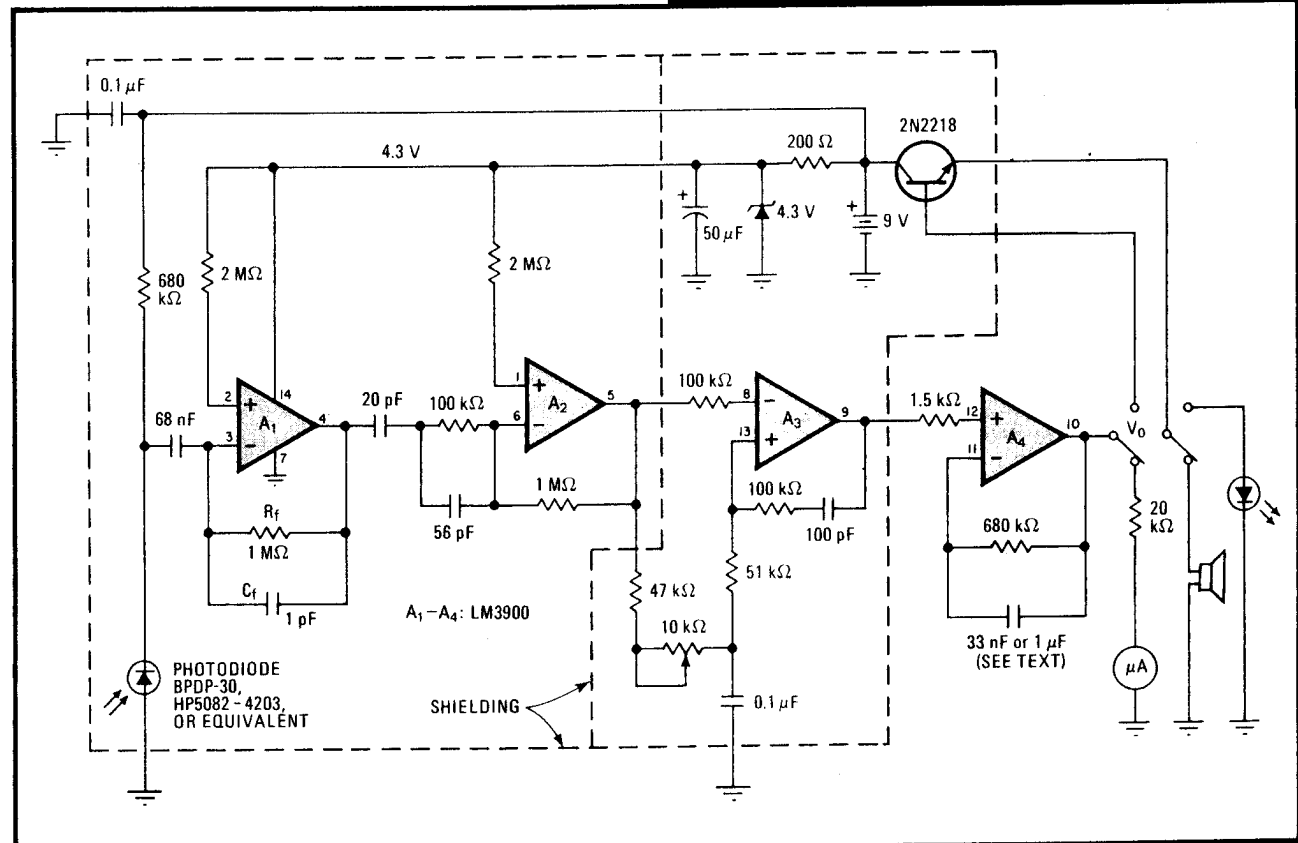 0.1 μF
2N2218
4.3 V
200 Ω
680
kΩ
2 MΩ
2 MΩ
+
50 μF
4.3 V
+
9 V
68 nF
2
+
3
−
A1
14
4
7
20 pF
100 kΩ
56 pF
1
+
6
−
A2
5
1 MΩ
100 kΩ
8
−
13
+
A3
9
100 kΩ
100 pF
1.5 kΩ
12
+
11
−
A4
10
V0
20
kΩ
Rf
1 MΩ
Cf
1 pF
A1–A4: LM3900
47 kΩ
10 kΩ
51 kΩ
0.1 μF
680 kΩ
33 nF or 1 μF
(SEE TEXT)
μA
PHOTODIODE
BPDP-30,
HP5082-4203,
OR EQUIVALENT
SHIELDING